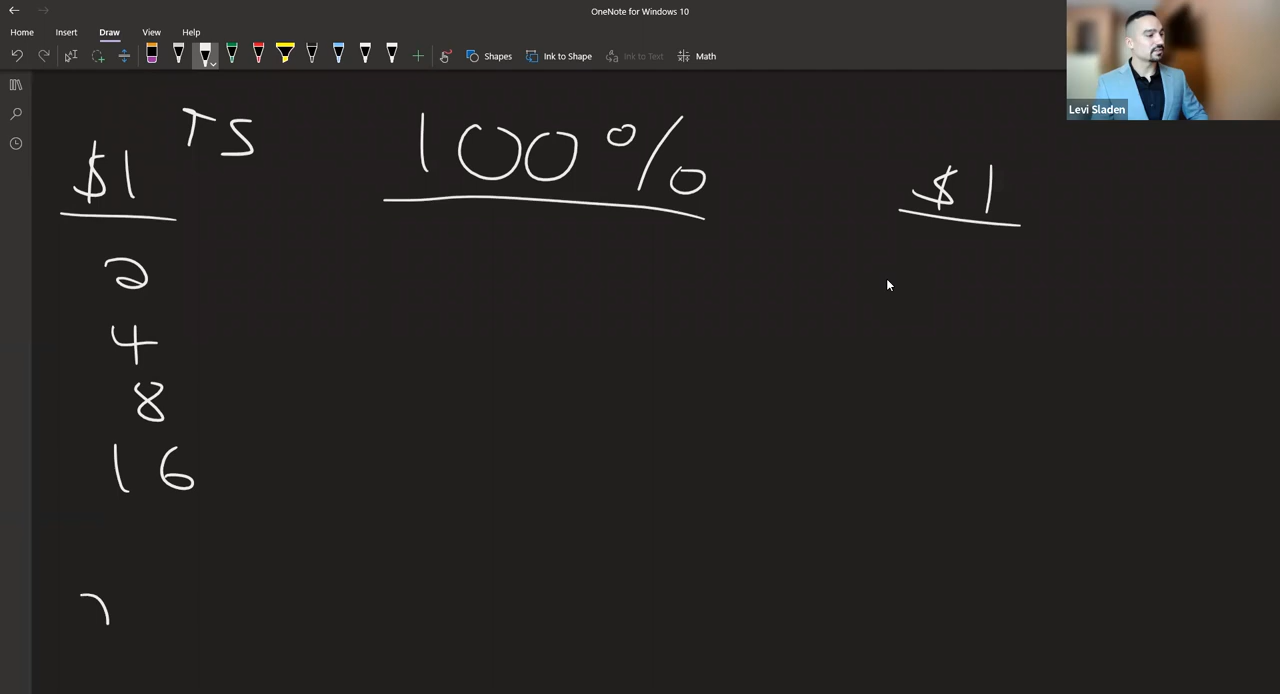 OneNote for Windows 10
Home Insert Draw View Help
Shapes Ink to Shape Ink to Text Math
Levi Sladen
TS 100%
$1 $1
2
4
8
16